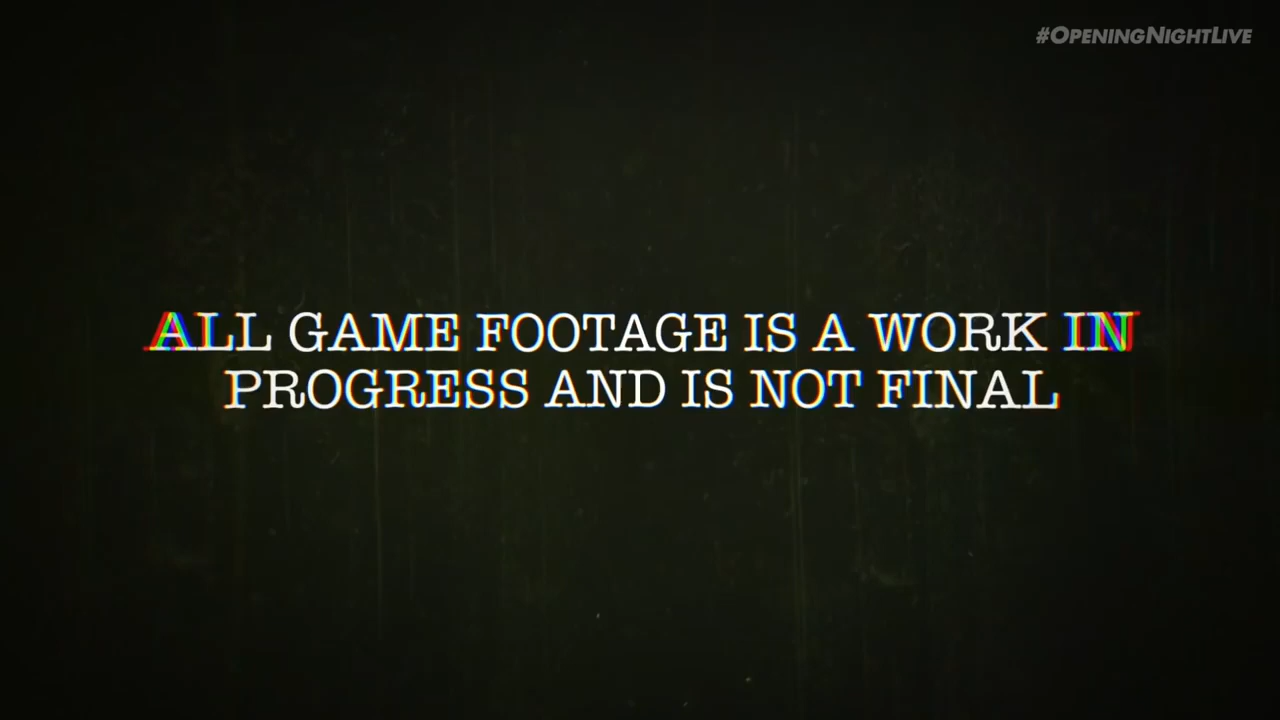 #OPENINGNIGHTLIVE
ALL GAME FOOTAGE IS A WORK IN
PROGRESS AND IS NOT FINAL